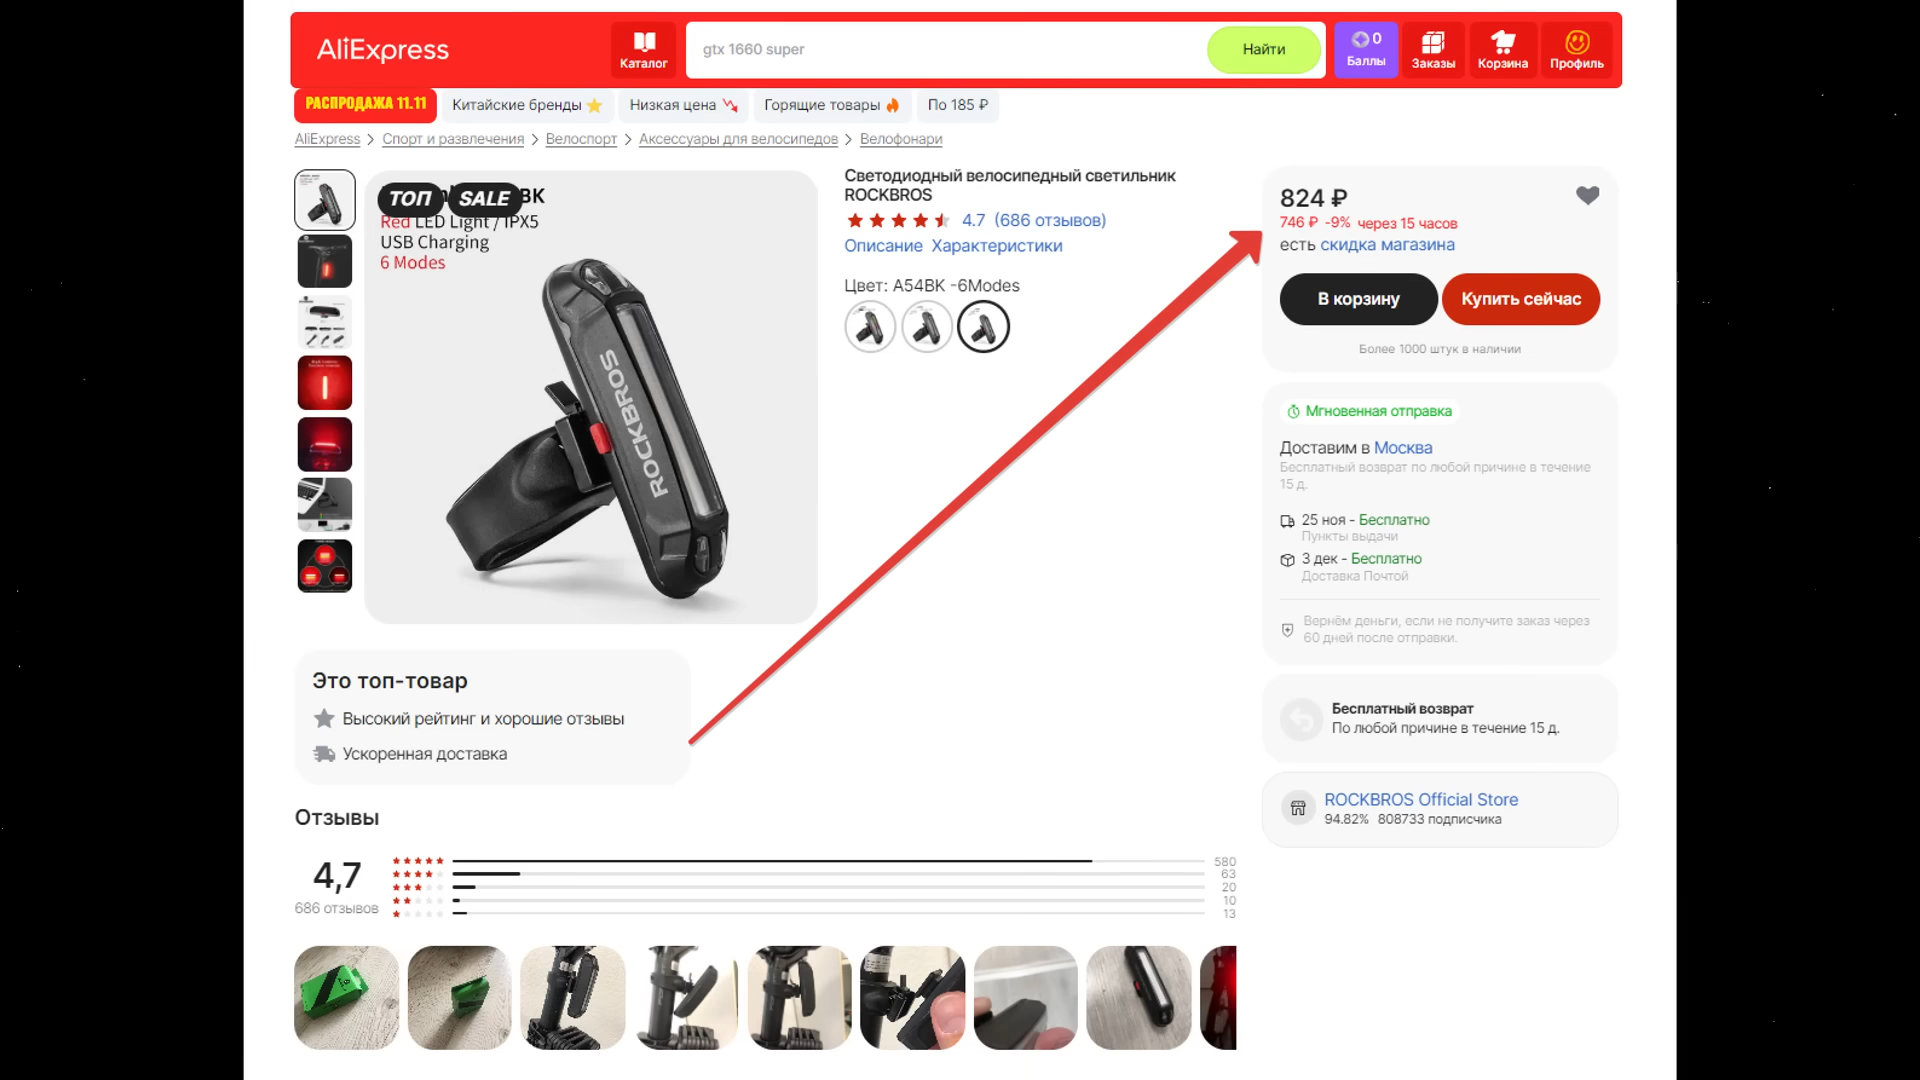 AliExpress
Каталог
gtx 1660 super
Найти
0
Баллы
Заказы
Корзина
Профиль
РАСПРОДАЖА 11.11
Китайские бренды
Низкая цена
Горящие товары
По 185 ₽
AliExpress > Спорт и развлечения > Велоспорт > Аксессуары для велосипедов > Велофонари
ТОП SALE BK
Red LED Light / IPX5
USB Charging
6 Modes
ROCKBROS
Светодиодный велосипедный светильник
ROCKBROS
4.7 (686 отзывов)
Описание Характеристики
Цвет: A54BK -6Modes
824 ₽
746 ₽ -9% через 15 часов
есть скидка магазина
В корзину
Купить сейчас
Более 1000 штук в наличии
Мгновенная отправка
Доставим в Москва
Бесплатный возврат по любой причине в течение
15 д.
25 ноя - Бесплатно
Пункты выдачи
3 дек - Бесплатно
Доставка Почтой
Вернём деньги, если не получите заказ через
60 дней после отправки.
Бесплатный возврат
По любой причине в течение 15 д.
ROCKBROS Official Store
94.82% 808733 подписчика
Это топ-товар
Высокий рейтинг и хорошие отзывы
Ускоренная доставка
Отзывы
4,7
686 отзывов
580
63
20
10
13